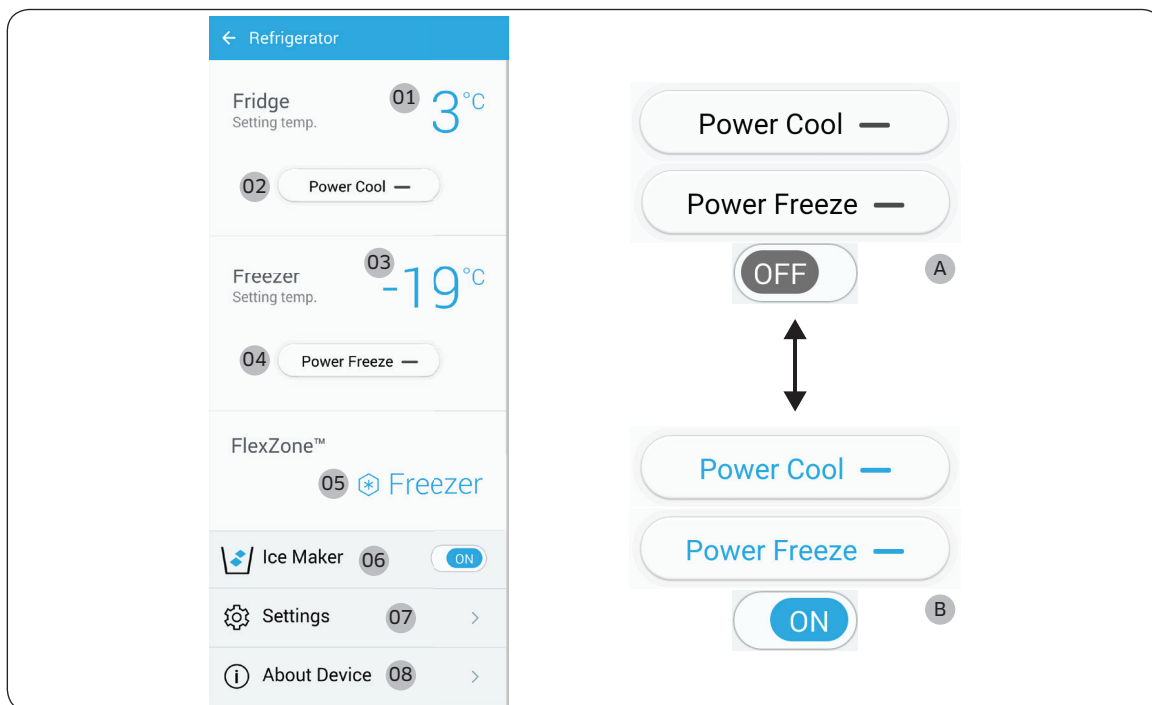 Refrigerator
Fridge
Setting temp.
01
3°C
02
Power Cool
Freezer
Setting temp.
03
-19°C
04
Power Freeze
FlexZone™
05
Freezer
Ice Maker
06
ON
Settings
07
About Device
08
Power Cool
Power Freeze
OFF
A
Power Cool
Power Freeze
ON
B